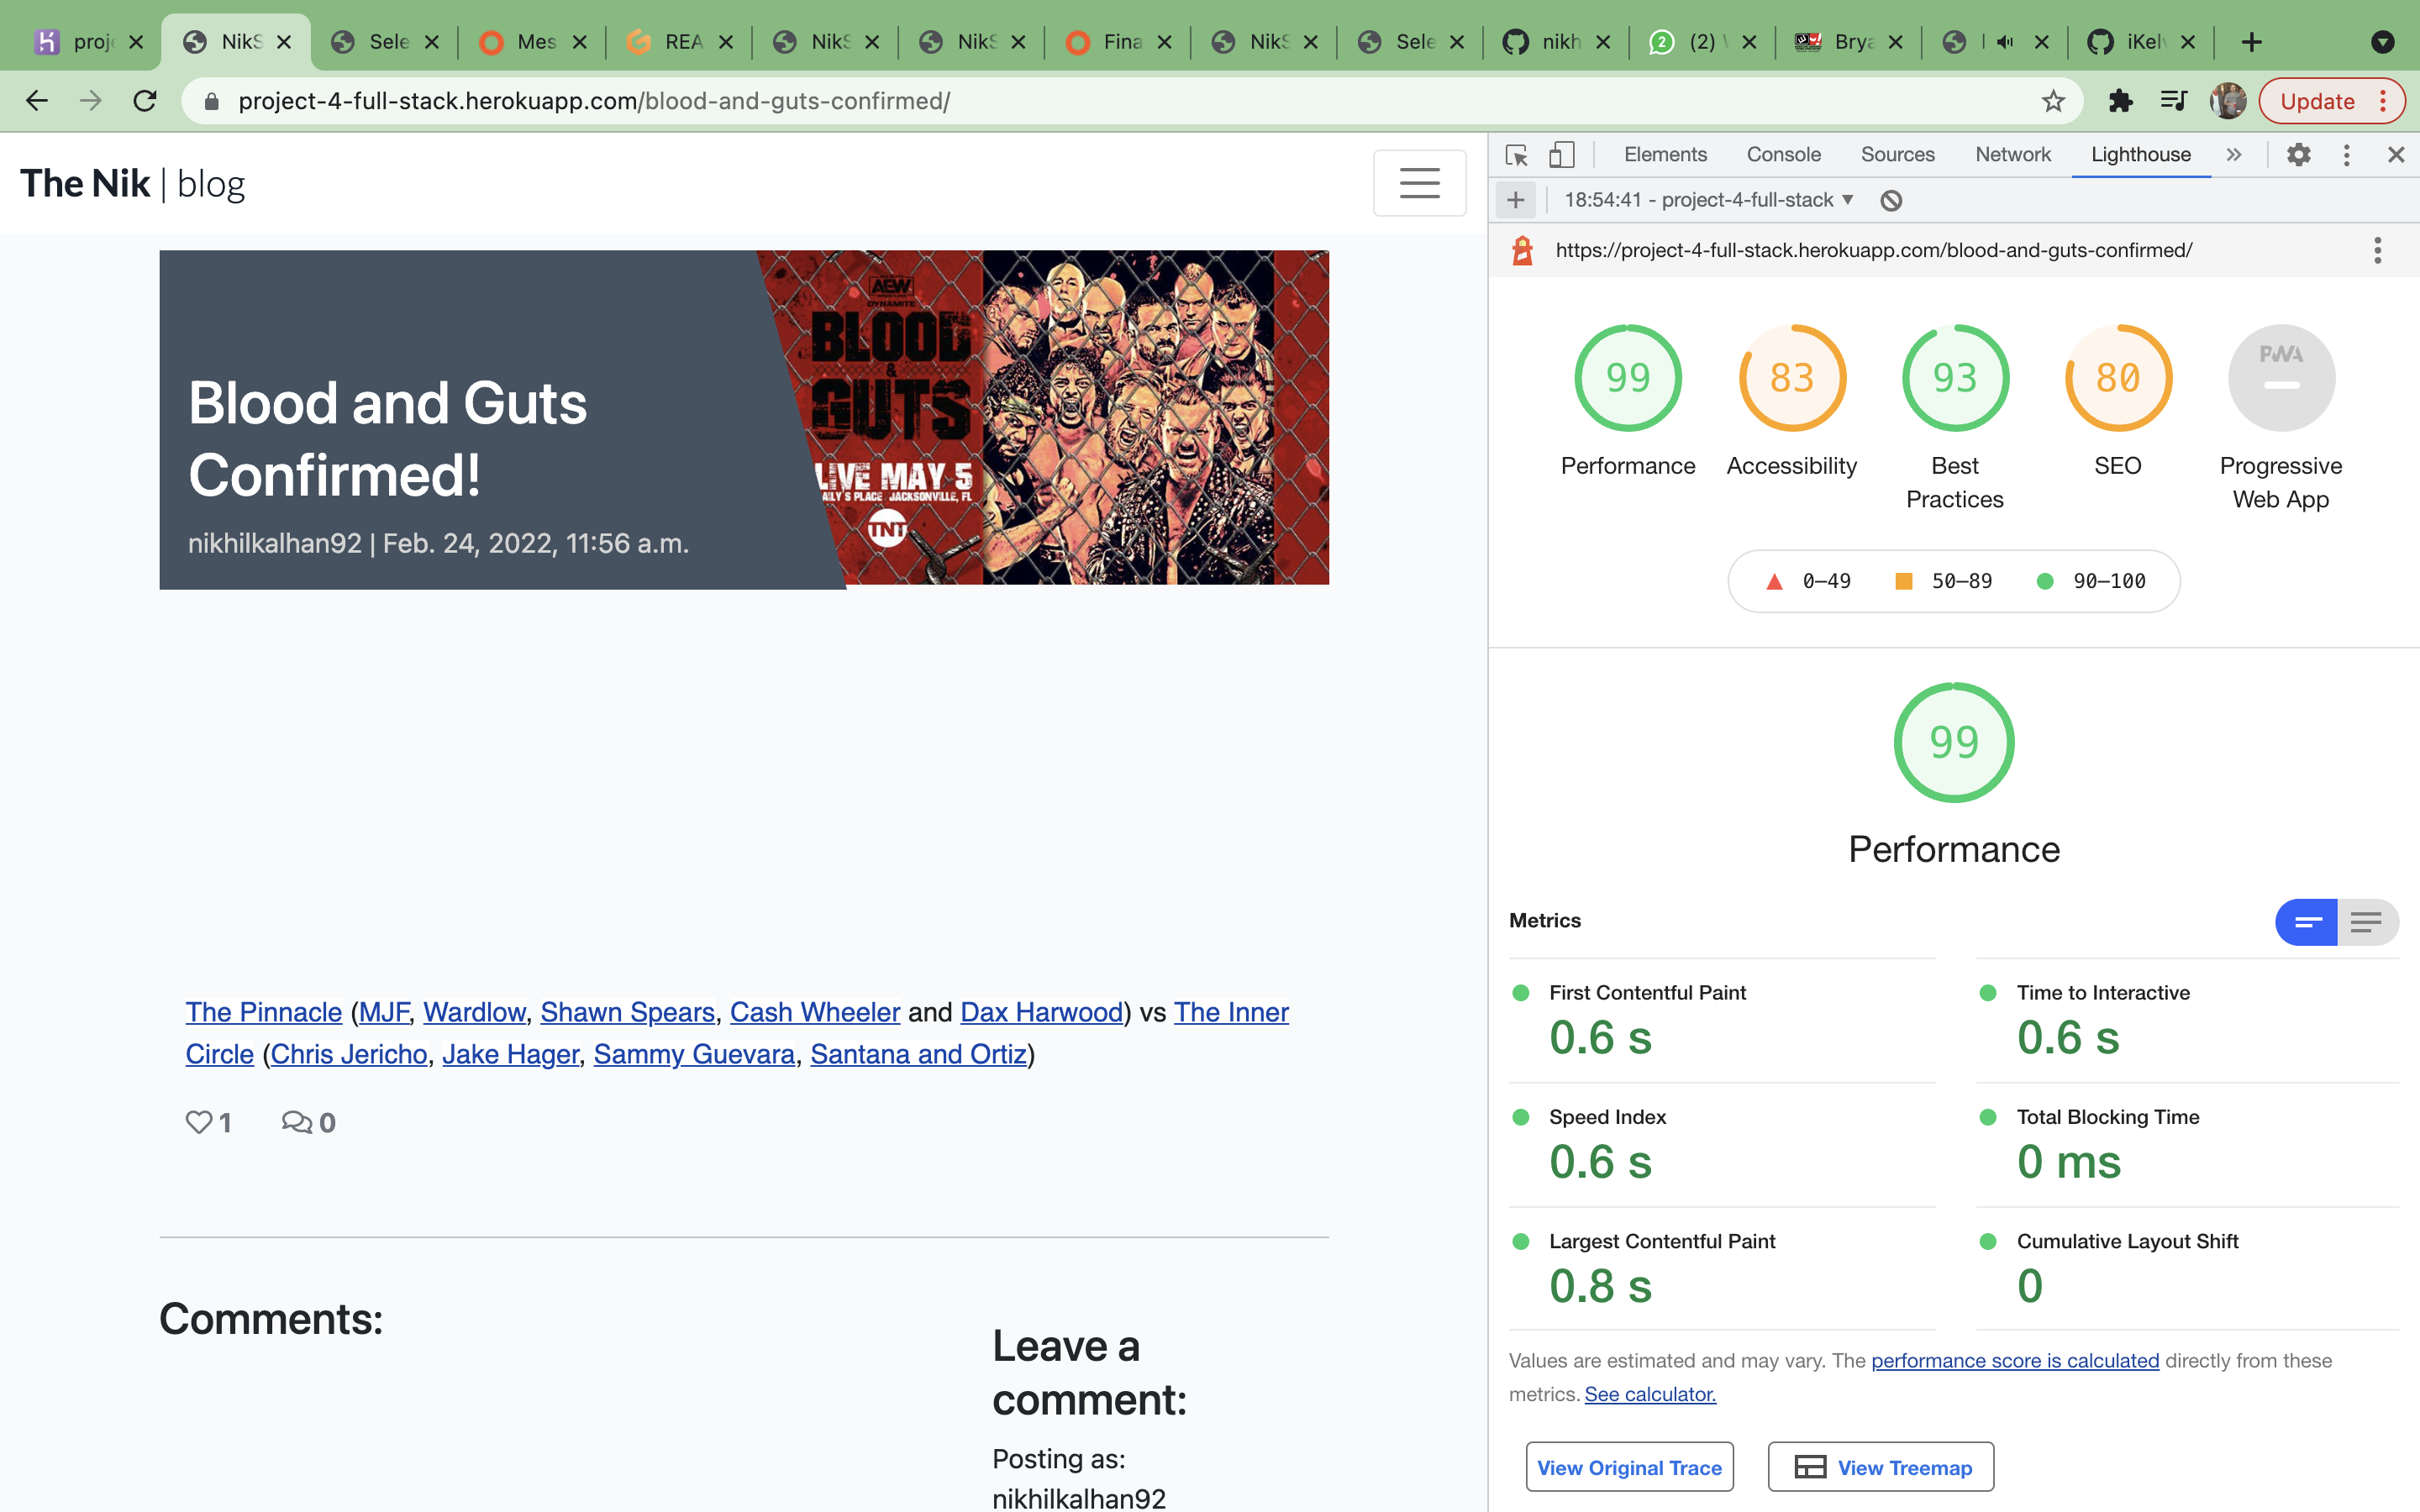 proje
NikS
Sele
Mes
REA
NikS
NikS
Fina
NikS
Sele
nikh
2 (2)
Brya
iKelv
project-4-full-stack.herokuapp.com/blood-and-guts-confirmed/
Update
The Nik | blog
Blood and Guts
Confirmed!
nikhilkalhan92 | Feb. 24, 2022, 11:56 a.m.
AEW
DYNAMITE
BLOOD
&
GUTS
LIVE MAY 5
AILY'S PLACE JACKSONVILLE, FL
TNT
The Pinnacle (MJF, Wardlow, Shawn Spears, Cash Wheeler and Dax Harwood) vs The Inner
Circle (Chris Jericho, Jake Hager, Sammy Guevara, Santana and Ortiz)
1 0
Comments:
Leave a
comment:
Posting as:
nikhilkalhan92
Elements Console Sources Network Lighthouse
18:54:41 - project-4-full-stack
https://project-4-full-stack.herokuapp.com/blood-and-guts-confirmed/
99 83 93 80 PWA
Performance
Accessibility
Best
Practices
SEO
Progressive
Web App
0–49 50–89 90–100
99
Performance
Metrics
First Contentful Paint
0.6 s
Time to Interactive
0.6 s
Speed Index
0.6 s
Total Blocking Time
0 ms
Largest Contentful Paint
0.8 s
Cumulative Layout Shift
0
Values are estimated and may vary. The performance score is calculated directly from these
metrics. See calculator.
View Original Trace
View Treemap